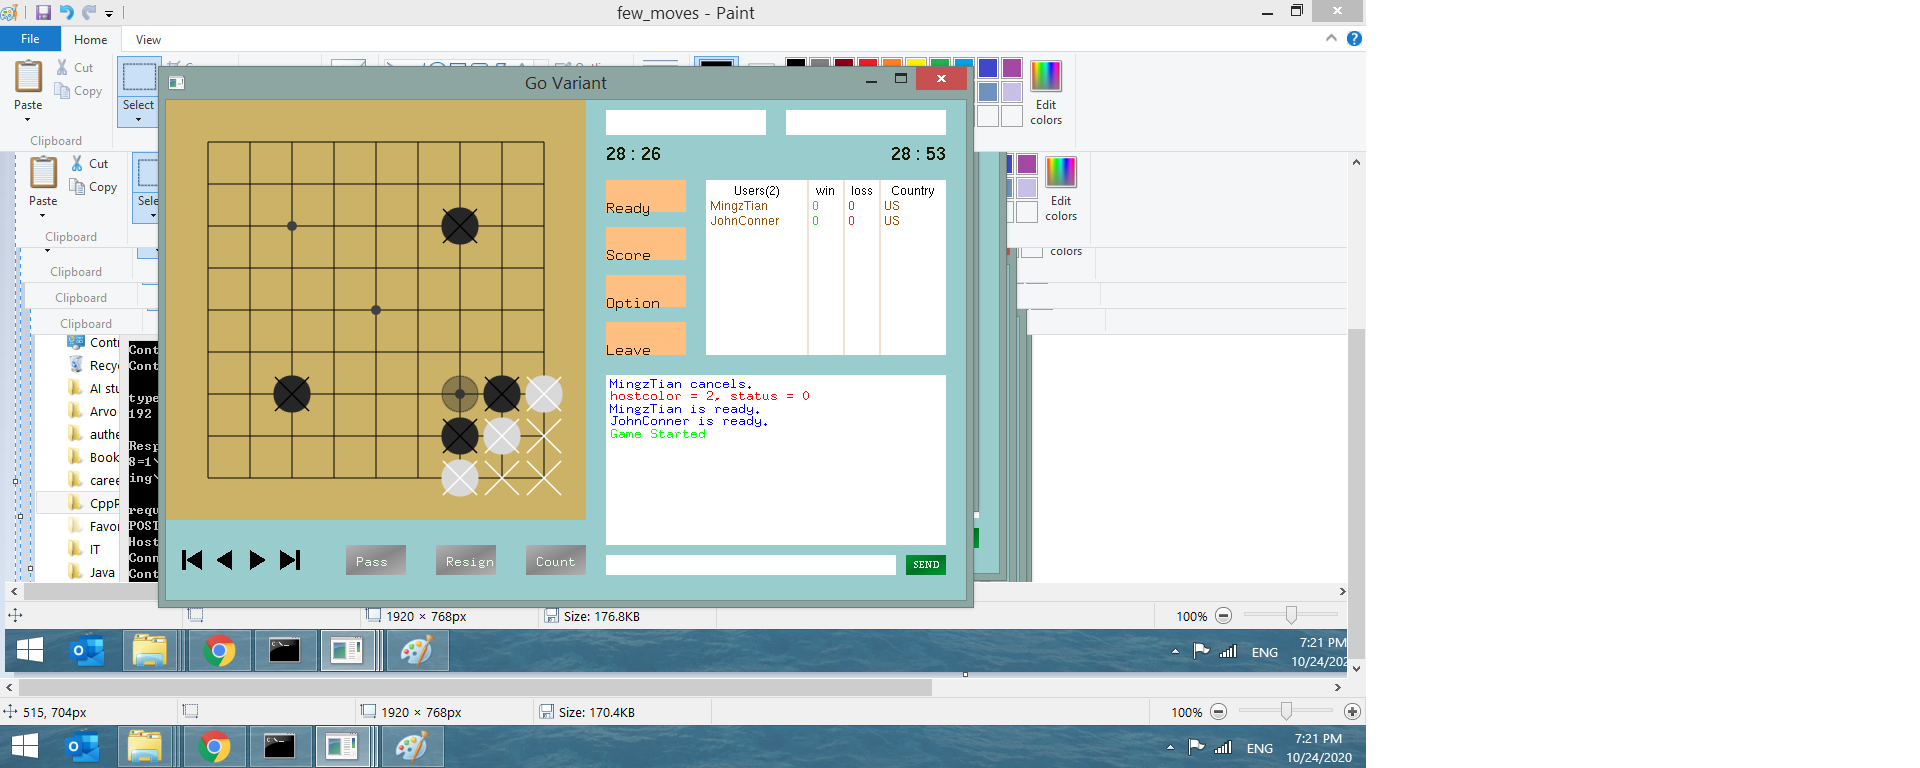 few_moves - Paint
File
Home
View
Paste
Cut
Copy
Select
Edit
colors
Clipboard
Go Variant
28 : 26
28 : 53
Ready
Score
Option
Leave
Users(2) win loss Country
MingzTian 0 0 US
JohnConner 0 0 US
MingzTian cancels.
hostcolor = 2, status = 0
MingzTian is ready.
JohnConner is ready.
Game Started
Pass
Resign
Count
SEND
Paste
Cut
Copy
Sele
Edit
colors
Clipboard
Clipboard
colors
Clipboard
Clipboard
Cont
Recy
AI stu
Arvo
authe
Book
caree
CppP
Favor
IT
Java
Cont
Cont
type
192
Resp
8=1\
ing\
requ
POST
Host
Conn
Cont
1920 × 768px
Size: 176.8KB
100%
ENG
7:21 PM
10/24/202
515, 704px
1920 × 768px
Size: 170.4KB
100%
ENG
7:21 PM
10/24/2020